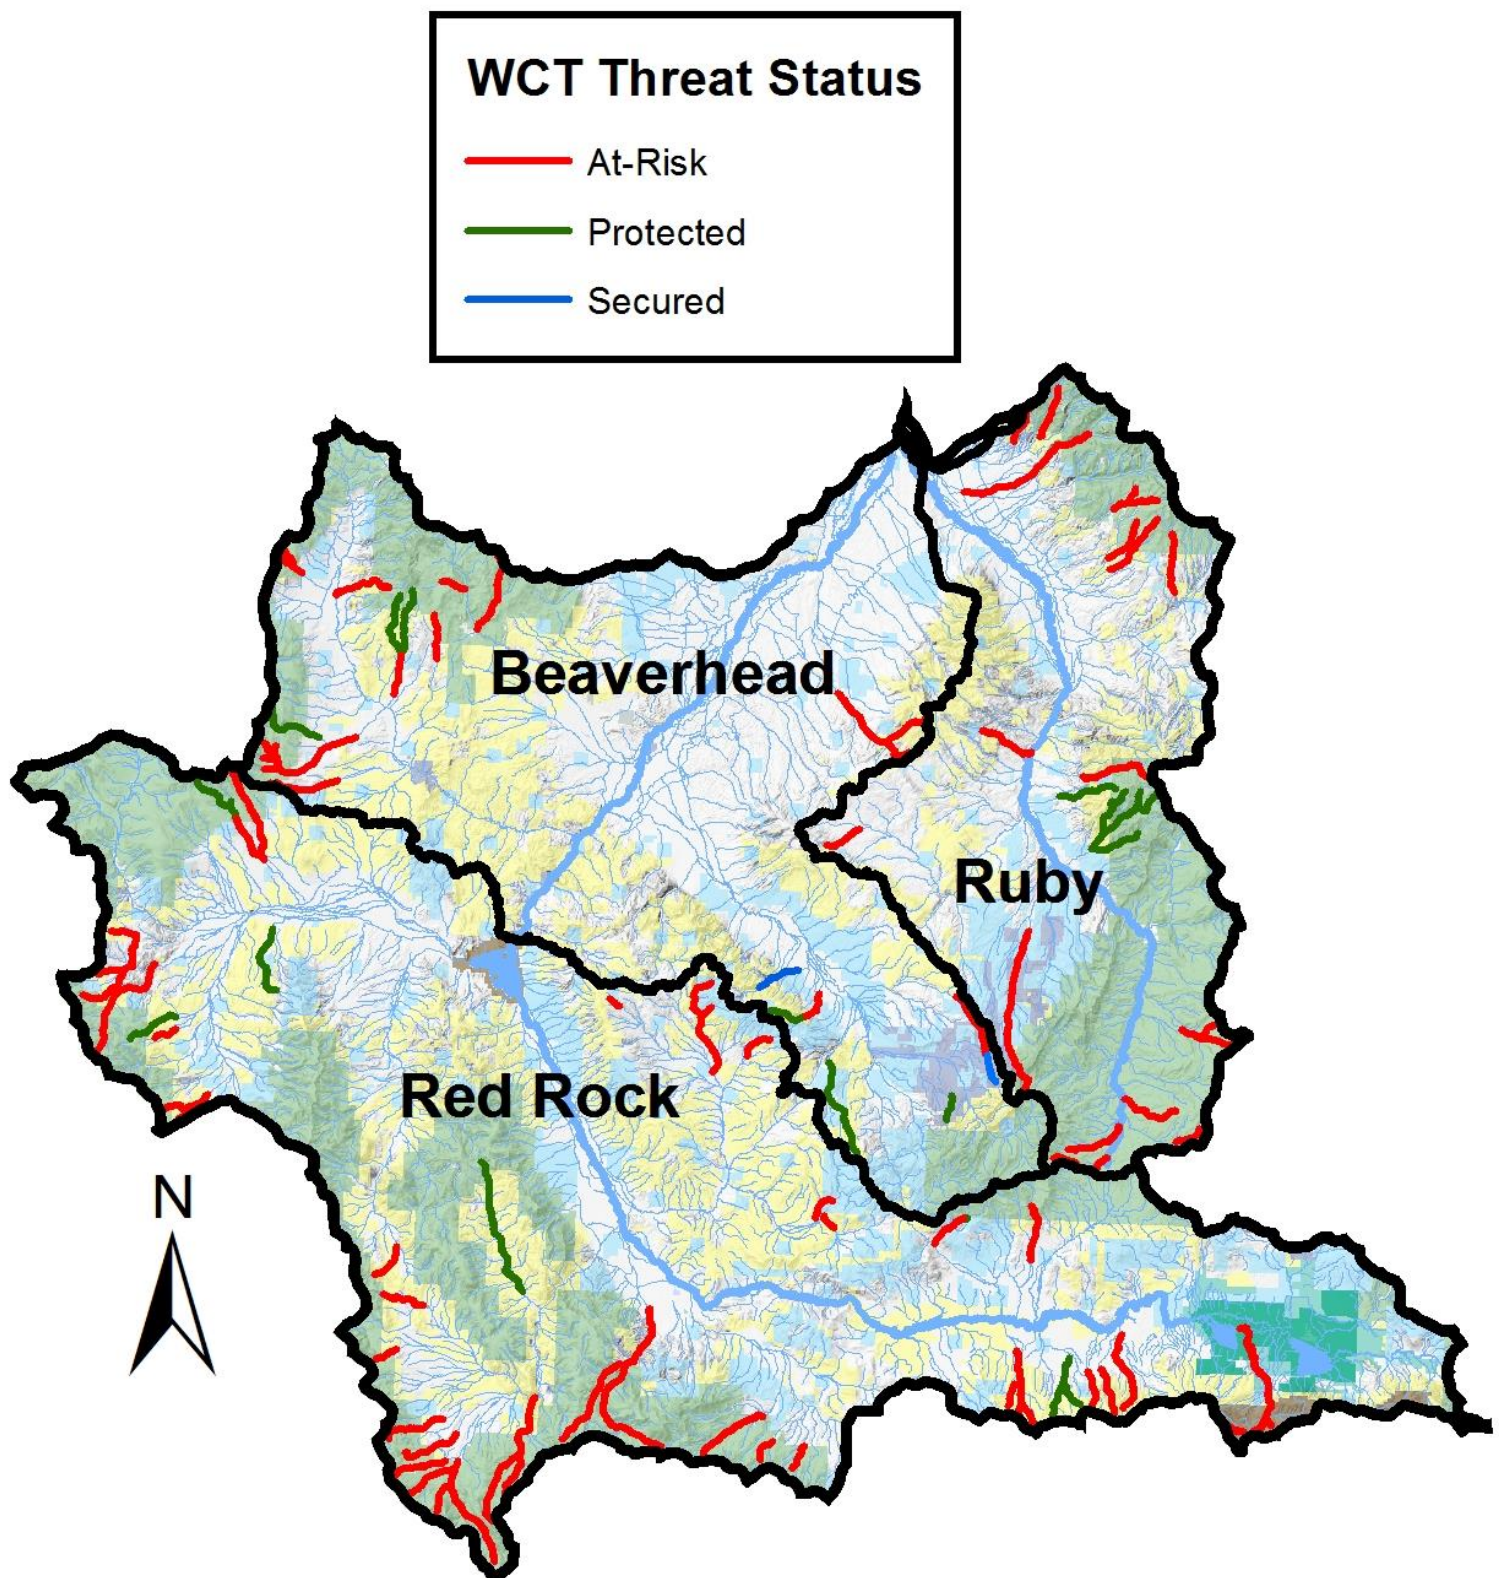 WCT Threat Status
At-Risk
Protected
Secured
Beaverhead
Ruby
Red Rock
N